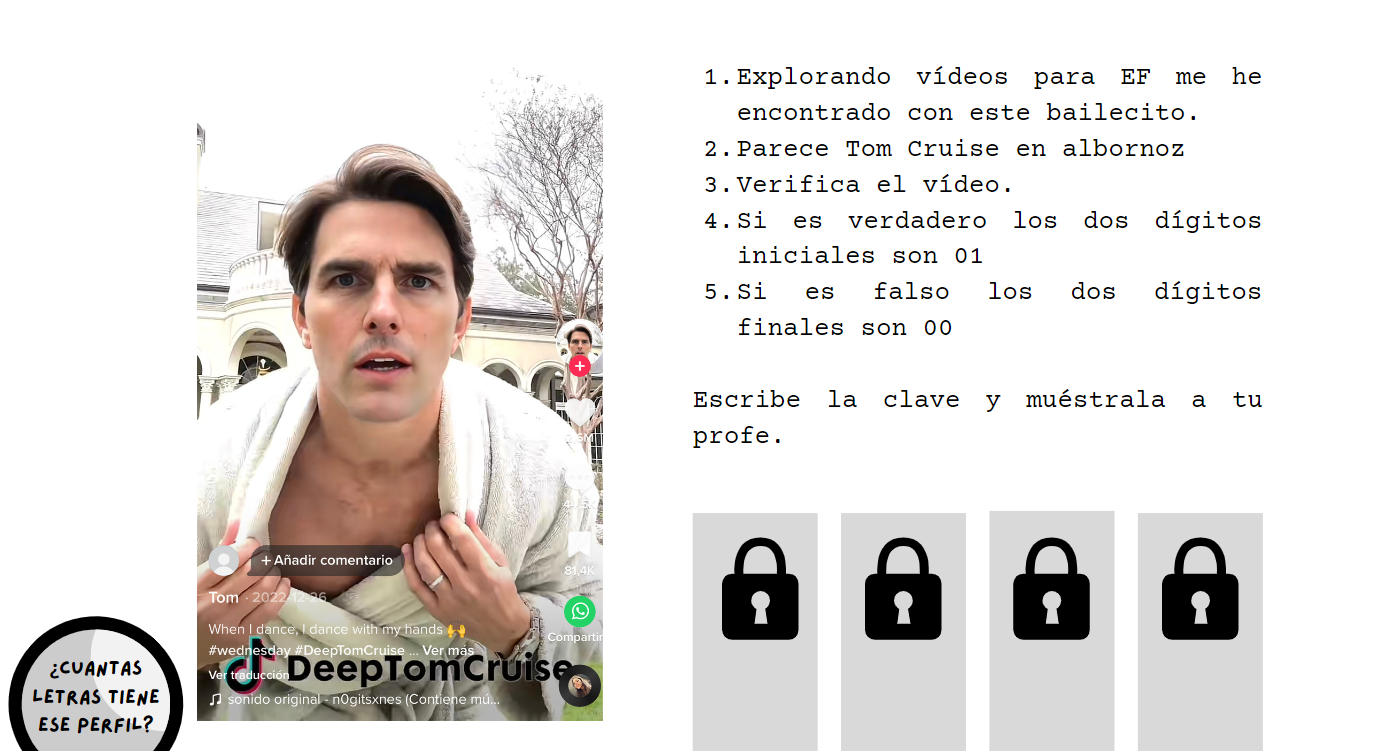 1. Explorando vídeos para EF me he
encontrado con este bailecito.
2. Parece Tom Cruise en albornoz
3. Verifica el vídeo.
4. Si es verdadero los dos dígitos
iniciales son 01
5. Si es falso los dos dígitos
finales son 00
Escribe la clave y muéstrala a tu
profe.
+ Añadir comentario
81,4K
Tom · 2022-12-26
Compartir
When I dance, I dance with my hands 🙌
#wednesday #DeepTomCruise ... Ver más
Ver traducción
DeepTomCruise
sonido original - n0gitsxnes (Contiene mú...
¿CUANTAS
LETRAS TIENE
ESE PERFIL?